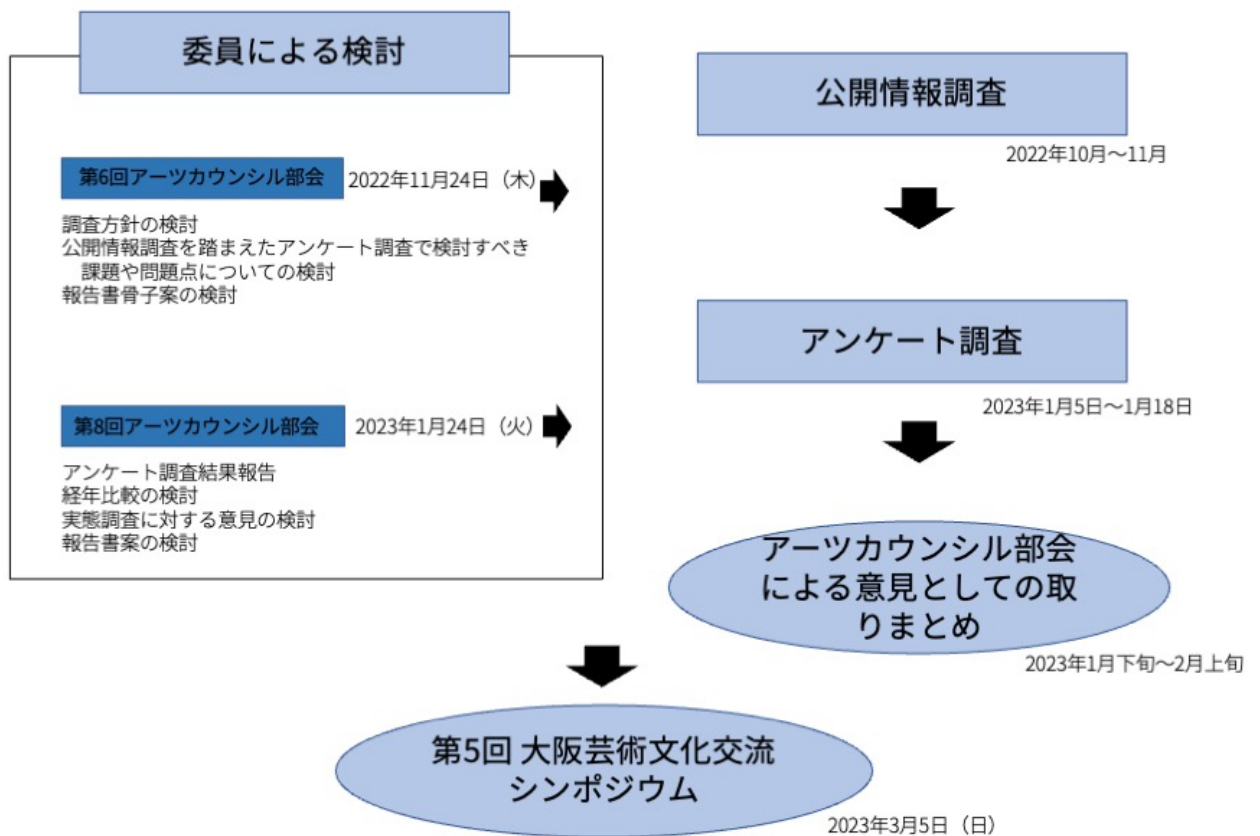 委員による検討
第6回アーツカウンシル部会 2022年11月24日（木）
調査方針の検討
公開情報調査を踏まえたアンケート調査で検討すべき
課題や問題点についての検討
報告書骨子案の検討
第8回アーツカウンシル部会 2023年1月24日（火）
アンケート調査結果報告
経年比較の検討
実態調査に対する意見の検討
報告書案の検討
公開情報調査
2022年10月～11月
アンケート調査
2023年1月5日～1月18日
アーツカウンシル部会
による意見としての取
りまとめ
2023年1月下旬～2月上旬
第5回 大阪芸術文化交流
シンポジウム
2023年3月5日（日）